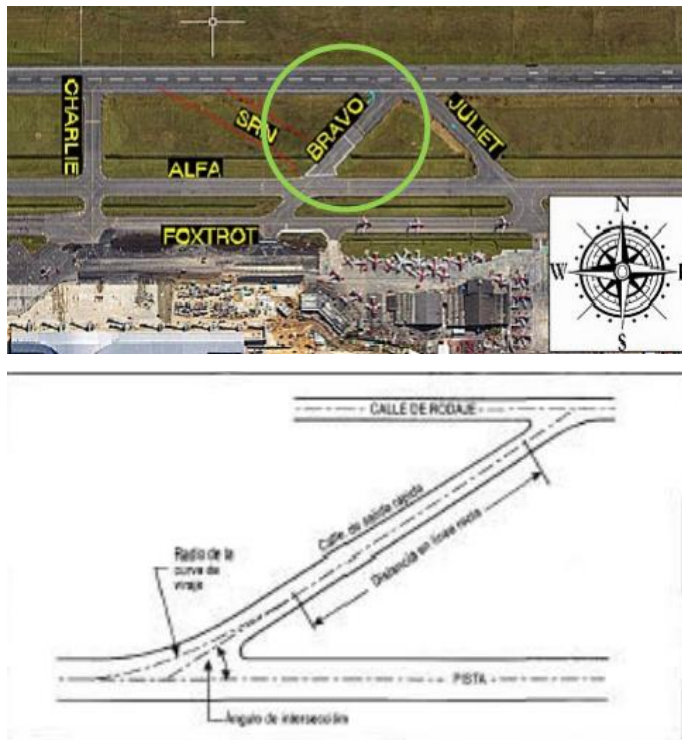 CHARLIE
SRN
BRAVO
JULIET
ALFA
FOXTROT
N
W
E
S
CALLE DE RODAJE
Calle de salida rápida
Distancia en línea recta
Radio de la
curva de
viraje
PISTA
Ángulo de intersección